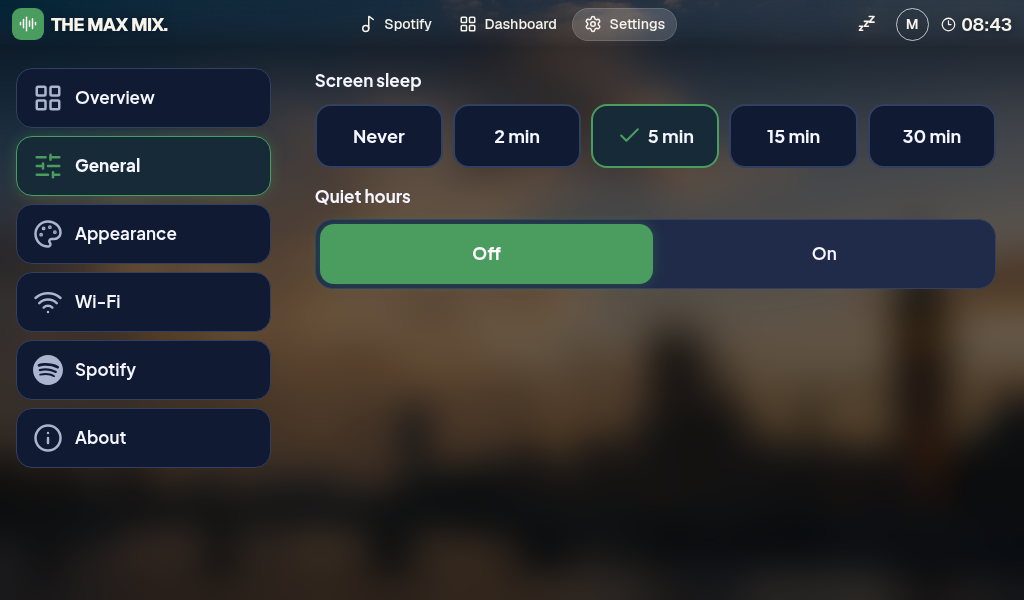 THE MAX MIX.
Spotify
Dashboard
Settings
zzz
M
08:43
Overview
General
Appearance
Wi-Fi
Spotify
About
Screen sleep
Never
2 min
5 min
15 min
30 min
Quiet hours
Off
On